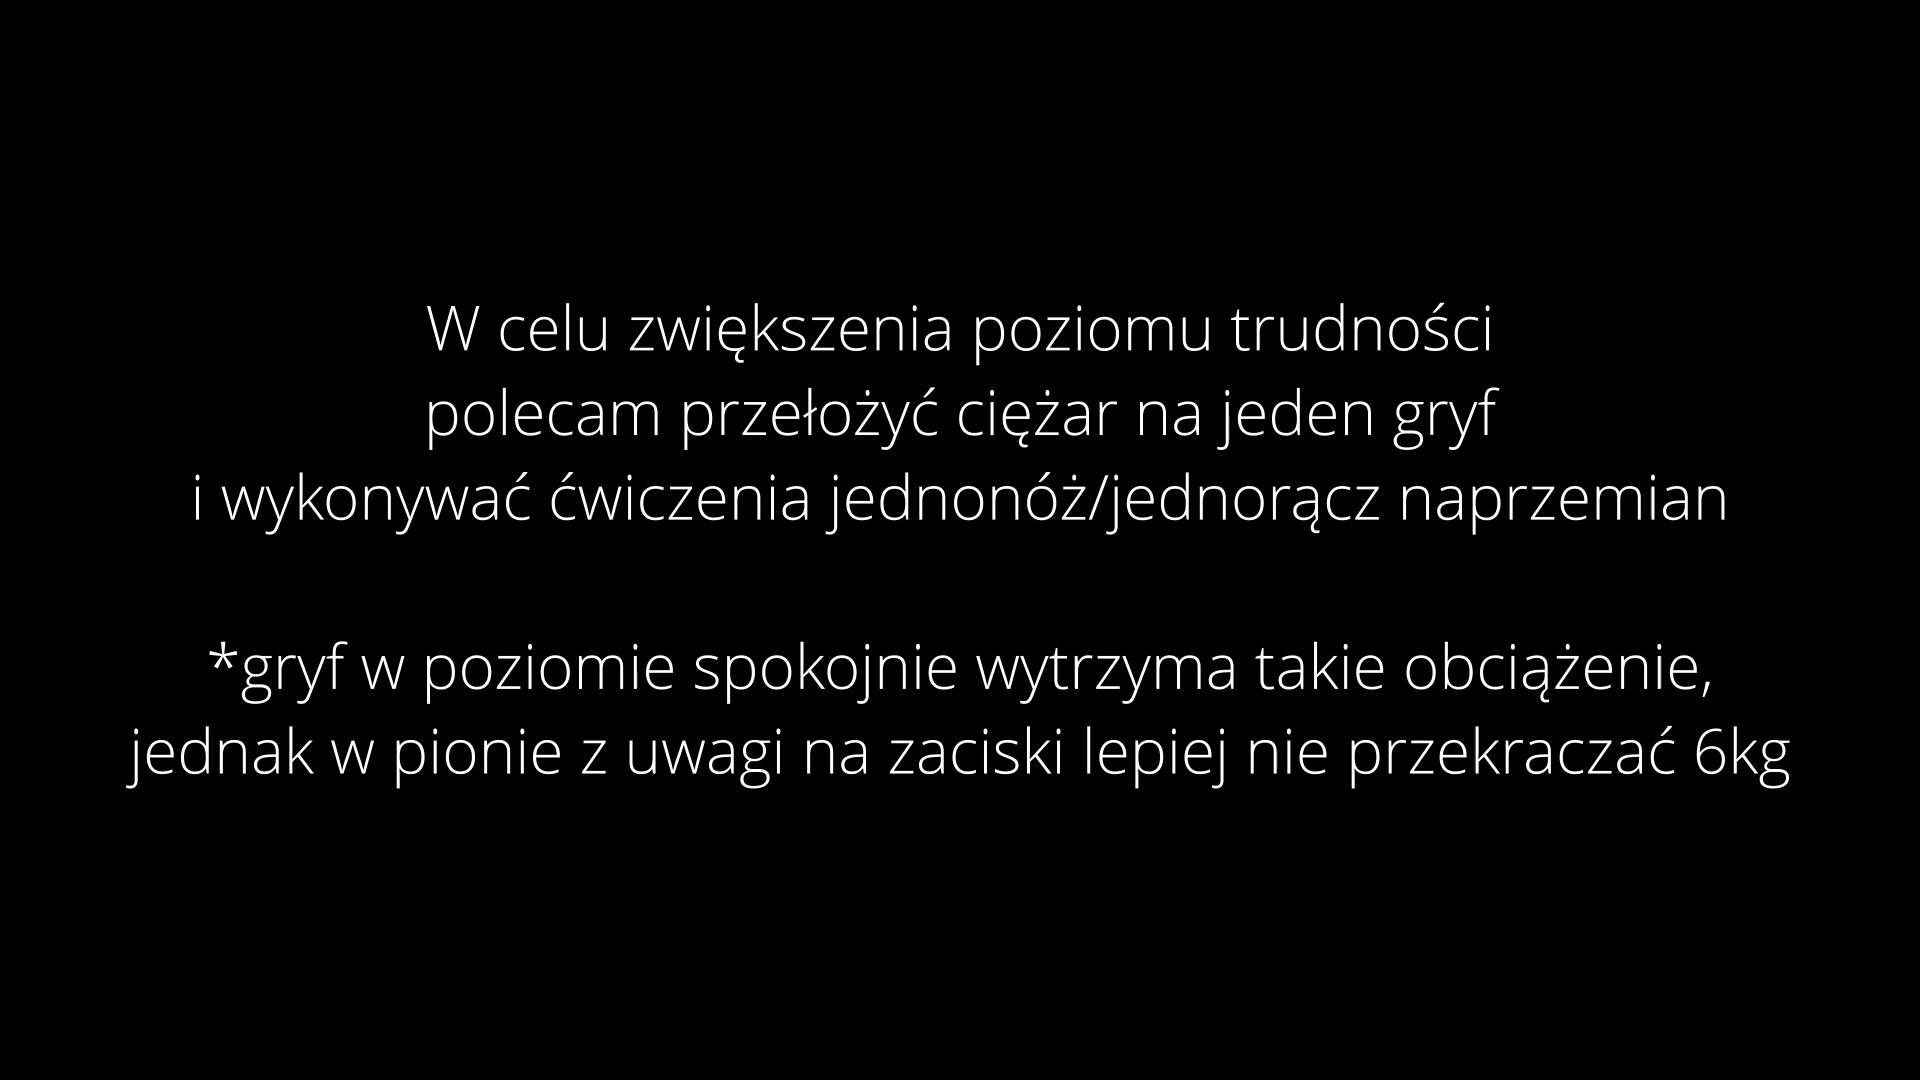 W celu zwiększenia poziomu trudności
polecam przełożyć ciężar na jeden gryf
i wykonywać ćwiczenia jednonóż/jednorącz naprzemian
*gryf w poziomie spokojnie wytrzyma takie obciążenie,
jednak w pionie z uwagi na zaciski lepiej nie przekraczać 6kg